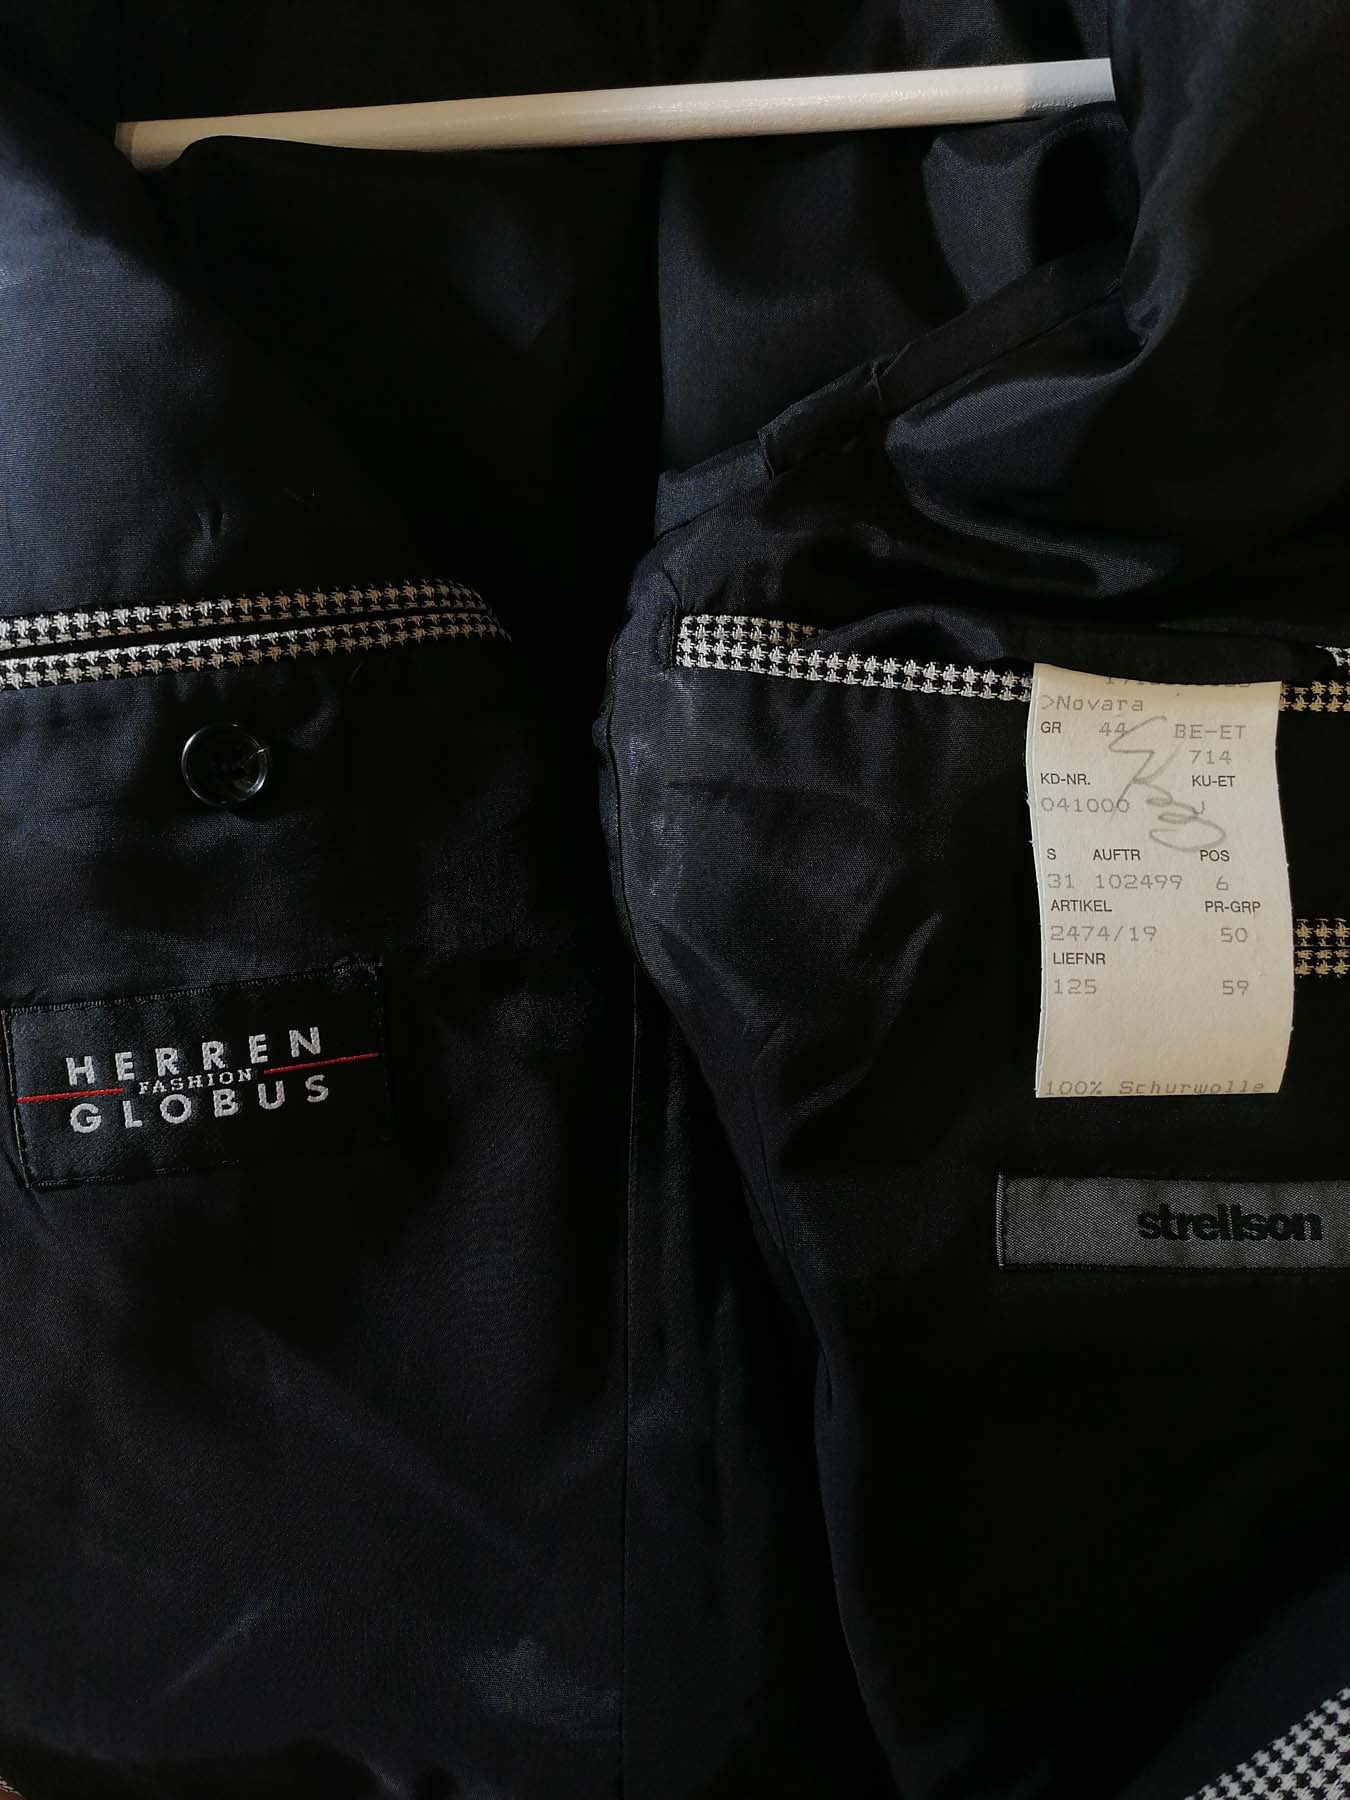 HERREN
FASHION
GLOBUS
>Novara
GR 44 BE-ET
714
KD-NR. KU-ET
041000 J
S AUFTR POS
31 102499 6
ARTIKEL PR-GRP
2474/19 50
LIEFNR
125 59
100% Schurwolle
strellson